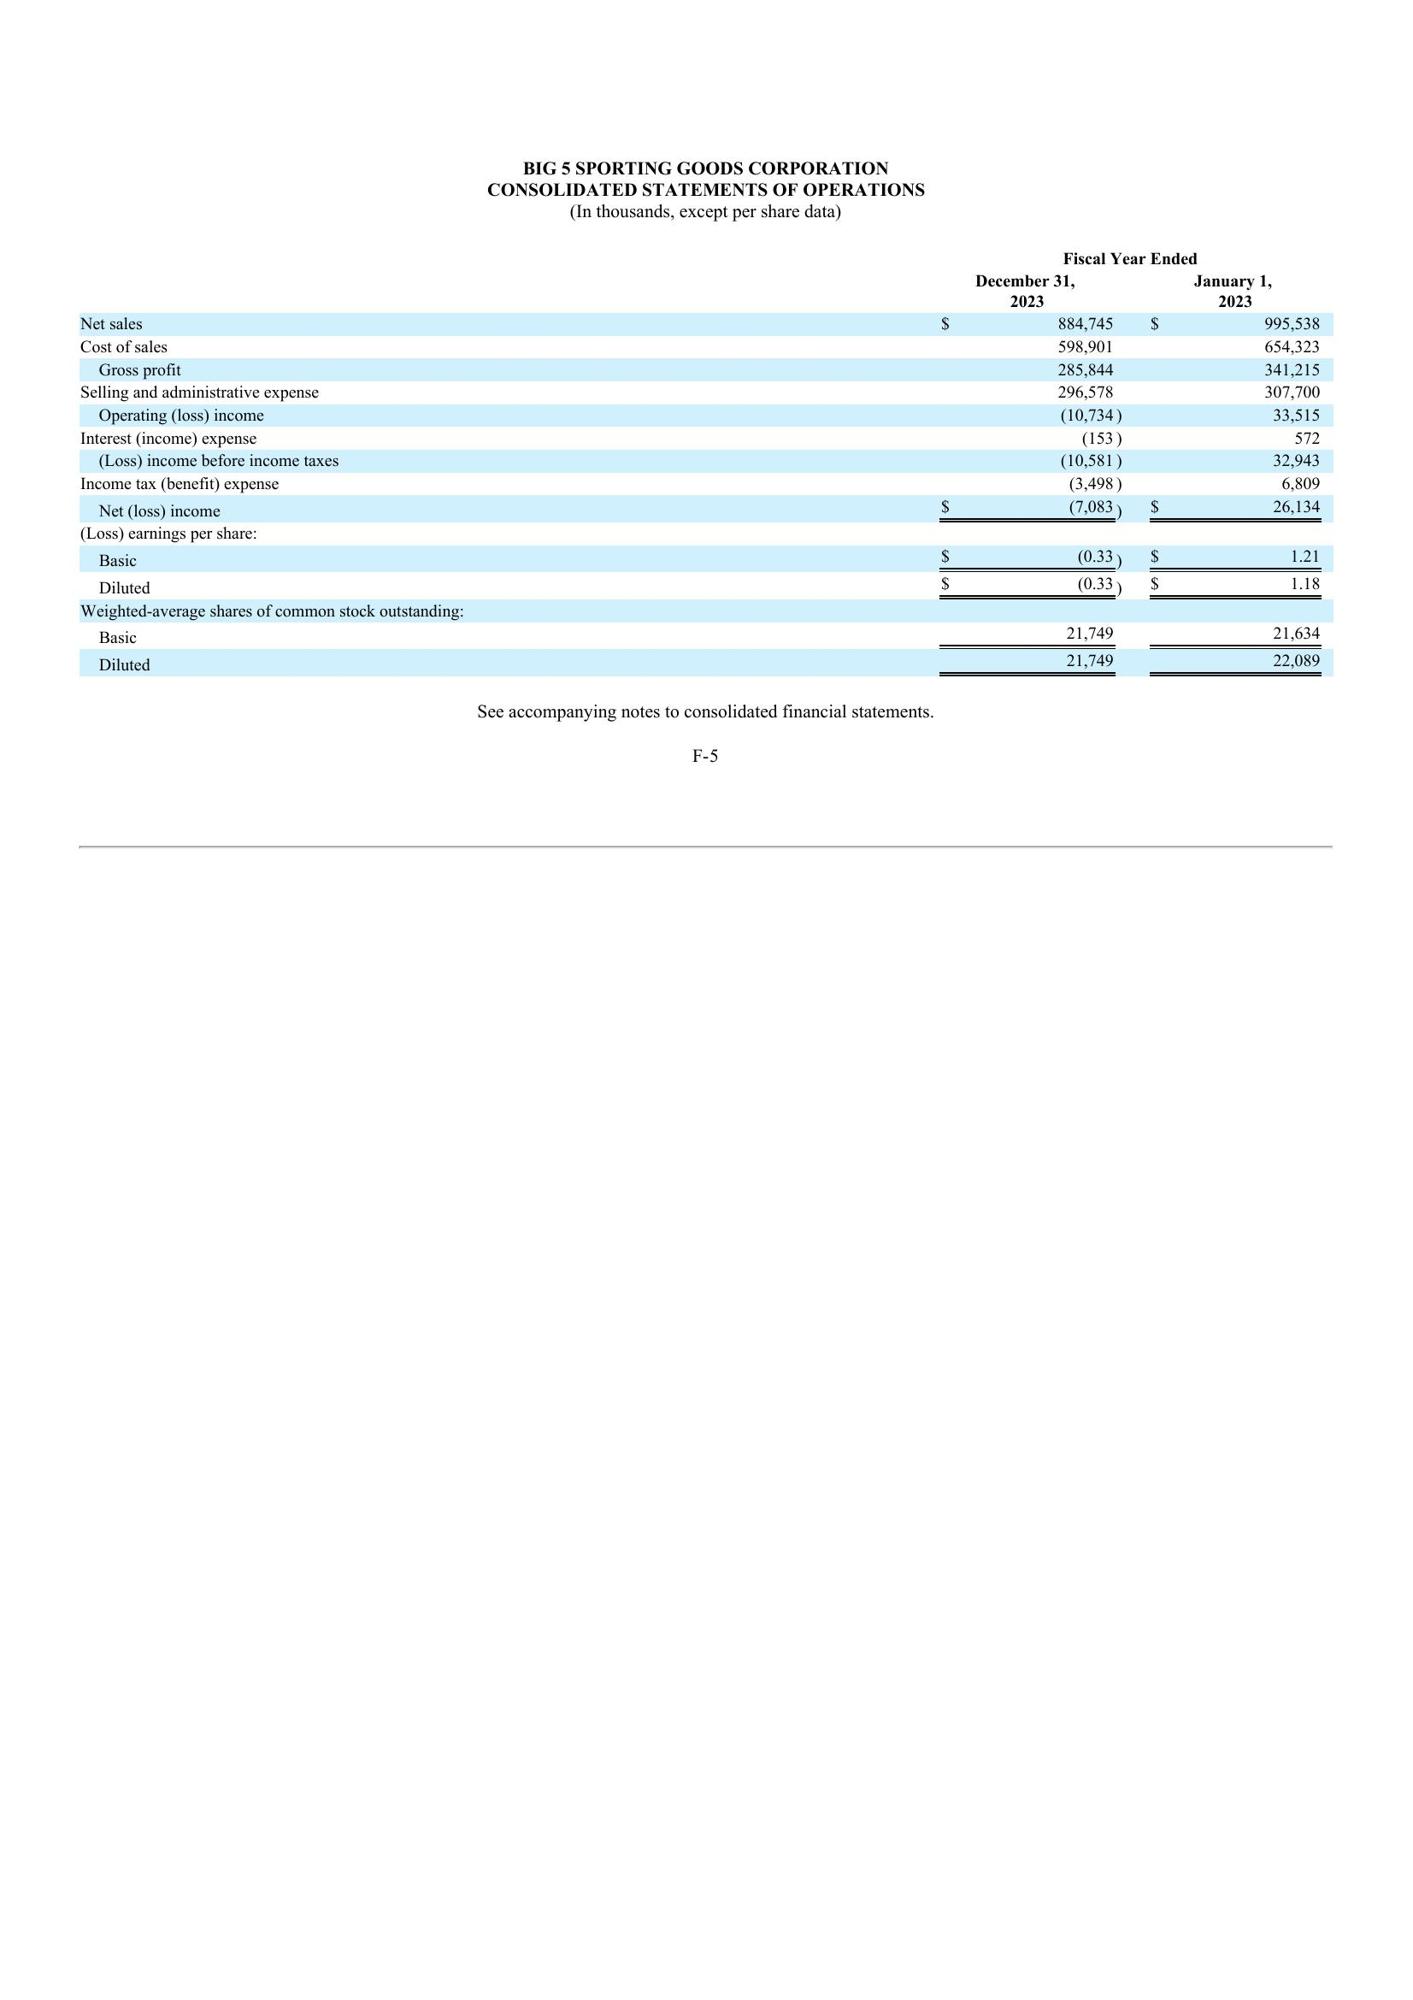 BIG 5 SPORTING GOODS CORPORATION
CONSOLIDATED STATEMENTS OF OPERATIONS
(In thousands, except per share data)
Fiscal Year Ended
December 31, January 1,
2023 2023
Net sales $ 884,745 $ 995,538
Cost of sales 598,901 654,323
Gross profit 285,844 341,215
Selling and administrative expense 296,578 307,700
Operating (loss) income (10,734 ) 33,515
Interest (income) expense (153 ) 572
(Loss) income before income taxes (10,581 ) 32,943
Income tax (benefit) expense (3,498 ) 6,809
Net (loss) income $ (7,083 ) $ 26,134
(Loss) earnings per share:
Basic $ (0.33 ) $ 1.21
Diluted $ (0.33 ) $ 1.18
Weighted-average shares of common stock outstanding:
Basic 21,749 21,634
Diluted 21,749 22,089
See accompanying notes to consolidated financial statements.
F-5